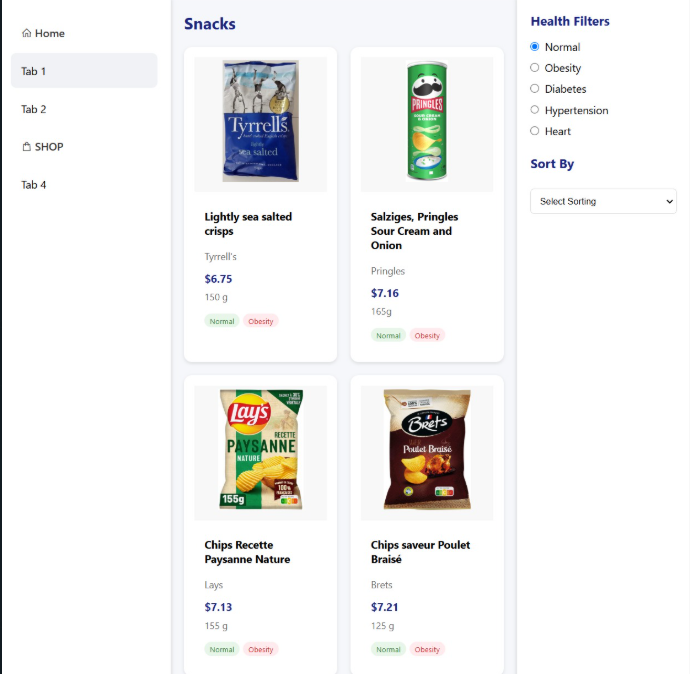 Home
Tab 1
Tab 2
SHOP
Tab 4
Snacks
Tyrrells
lightly
sea salted
Lightly sea salted
crisps
Tyrrell's
$6.75
150 g
Normal Obesity
PRINGLES
SOUR CREAM
& ONION
Salziges, Pringles
Sour Cream and
Onion
Pringles
$7.16
165g
Normal Obesity
Lay's
RECETTE
PAYSANNE
NATURE
155g
100%
Chips Recette
Paysanne Nature
Lays
$7.13
155 g
Normal Obesity
Brets
Poulet Braisé
Chips saveur Poulet
Braisé
Brets
$7.21
125 g
Normal Obesity
Health Filters
Normal
Obesity
Diabetes
Hypertension
Heart
Sort By
Select Sorting